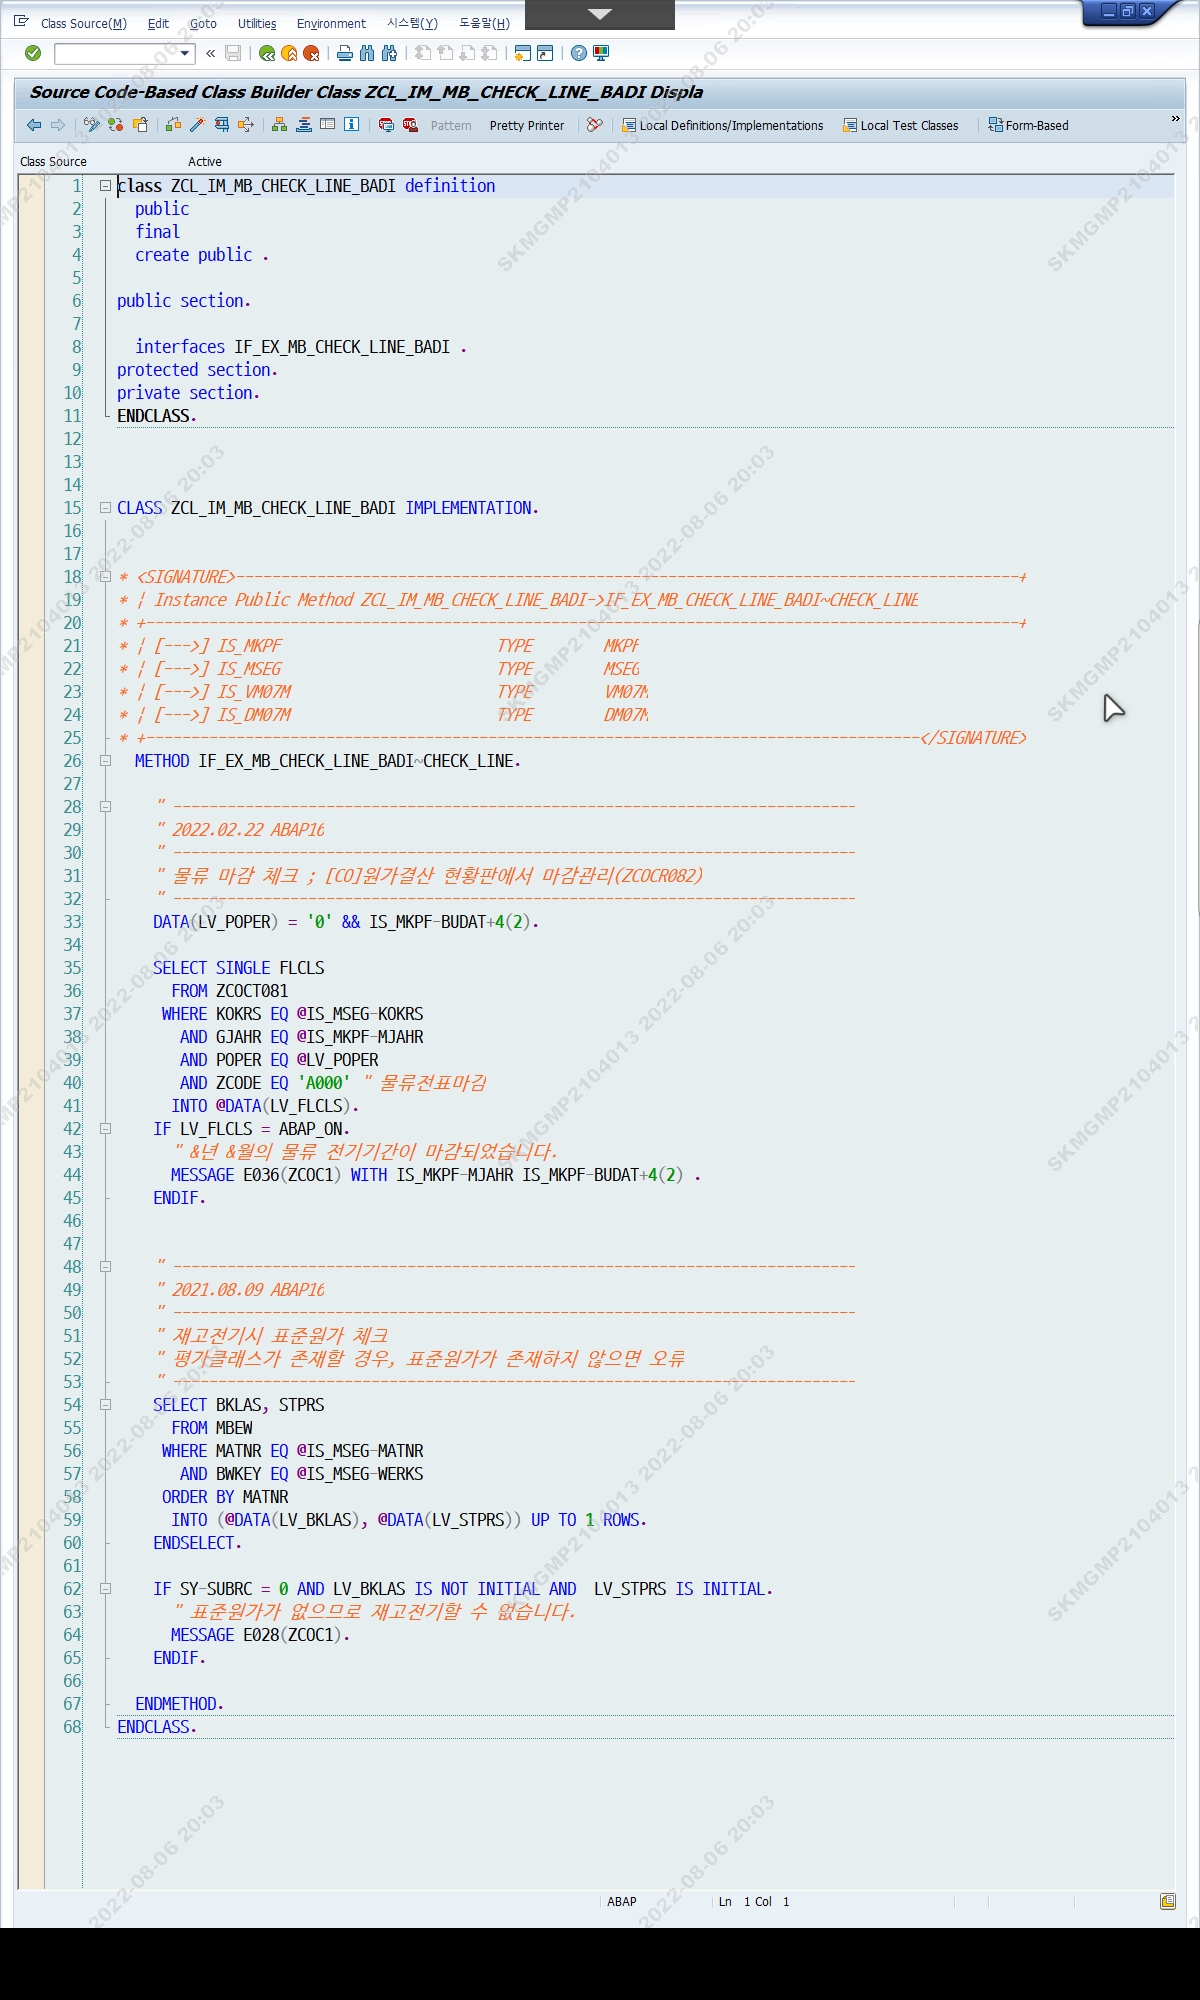 Class Source(M) Edit Goto Utilities Environment 시스템(Y) 도움말(H)
Source Code-Based Class Builder Class ZCL_IM_MB_CHECK_LINE_BADI Displa
Pattern Pretty Printer Local Definitions/Implementations Local Test Classes Form-Based
Class Source Active
1 class ZCL_IM_MB_CHECK_LINE_BADI definition
2 public
3 final
4 create public .
5
6 public section.
7
8 interfaces IF_EX_MB_CHECK_LINE_BADI .
9 protected section.
10 private section.
11 ENDCLASS.
12
13
14
15 CLASS ZCL_IM_MB_CHECK_LINE_BADI IMPLEMENTATION.
16
17
18 * <SIGNATURE>---------------------------------------------------------------------------------------+
19 * | Instance Public Method ZCL_IM_MB_CHECK_LINE_BADI->IF_EX_MB_CHECK_LINE_BADI~CHECK_LINE
20 * +-------------------------------------------------------------------------------------------------+
21 * | [--->] IS_MKPF TYPE MKPF
22 * | [--->] IS_MSEG TYPE MSEG
23 * | [--->] IS_VM07M TYPE VM07M
24 * | [--->] IS_DM07M TYPE DM07M
25 * +--------------------------------------------------------------------------------------</SIGNATURE>
26 METHOD IF_EX_MB_CHECK_LINE_BADI~CHECK_LINE.
27
28 " ----------------------------------------------------------------------------
29 " 2022.02.22 ABAP16
30 " ----------------------------------------------------------------------------
31 " 물류 마감 체크 ; [CO]원가결산 현황판에서 마감관리(ZCOCR082)
32 " ----------------------------------------------------------------------------
33 DATA(LV_POPER) = '0' && IS_MKPF-BUDAT+4(2).
34
35 SELECT SINGLE FLCLS
36 FROM ZCOCT081
37 WHERE KOKRS EQ @IS_MSEG-KOKRS
38 AND GJAHR EQ @IS_MKPF-MJAHR
39 AND POPER EQ @LV_POPER
40 AND ZCODE EQ 'A000' " 물류전표마감
41 INTO @DATA(LV_FLCLS).
42 IF LV_FLCLS = ABAP_ON.
43 " &년 &월의 물류 전기기간이 마감되었습니다.
44 MESSAGE E036(ZCOC1) WITH IS_MKPF-MJAHR IS_MKPF-BUDAT+4(2) .
45 ENDIF.
46
47
48 " ----------------------------------------------------------------------------
49 " 2021.08.09 ABAP16
50 " ----------------------------------------------------------------------------
51 " 재고전기시 표준원가 체크
52 " 평가클래스가 존재할 경우, 표준원가가 존재하지 않으면 오류
53 " ----------------------------------------------------------------------------
54 SELECT BKLAS, STPRS
55 FROM MBEW
56 WHERE MATNR EQ @IS_MSEG-MATNR
57 AND BWKEY EQ @IS_MSEG-WERKS
58 ORDER BY MATNR
59 INTO (@DATA(LV_BKLAS), @DATA(LV_STPRS)) UP TO 1 ROWS.
60 ENDSELECT.
61
62 IF SY-SUBRC = 0 AND LV_BKLAS IS NOT INITIAL AND LV_STPRS IS INITIAL.
63 " 표준원가가 없으므로 재고전기할 수 없습니다.
64 MESSAGE E028(ZCOC1).
65 ENDIF.
66
67 ENDMETHOD.
68 ENDCLASS.
ABAP Ln 1 Col 1
SKMGMP2104013 2022-08-06 20:03